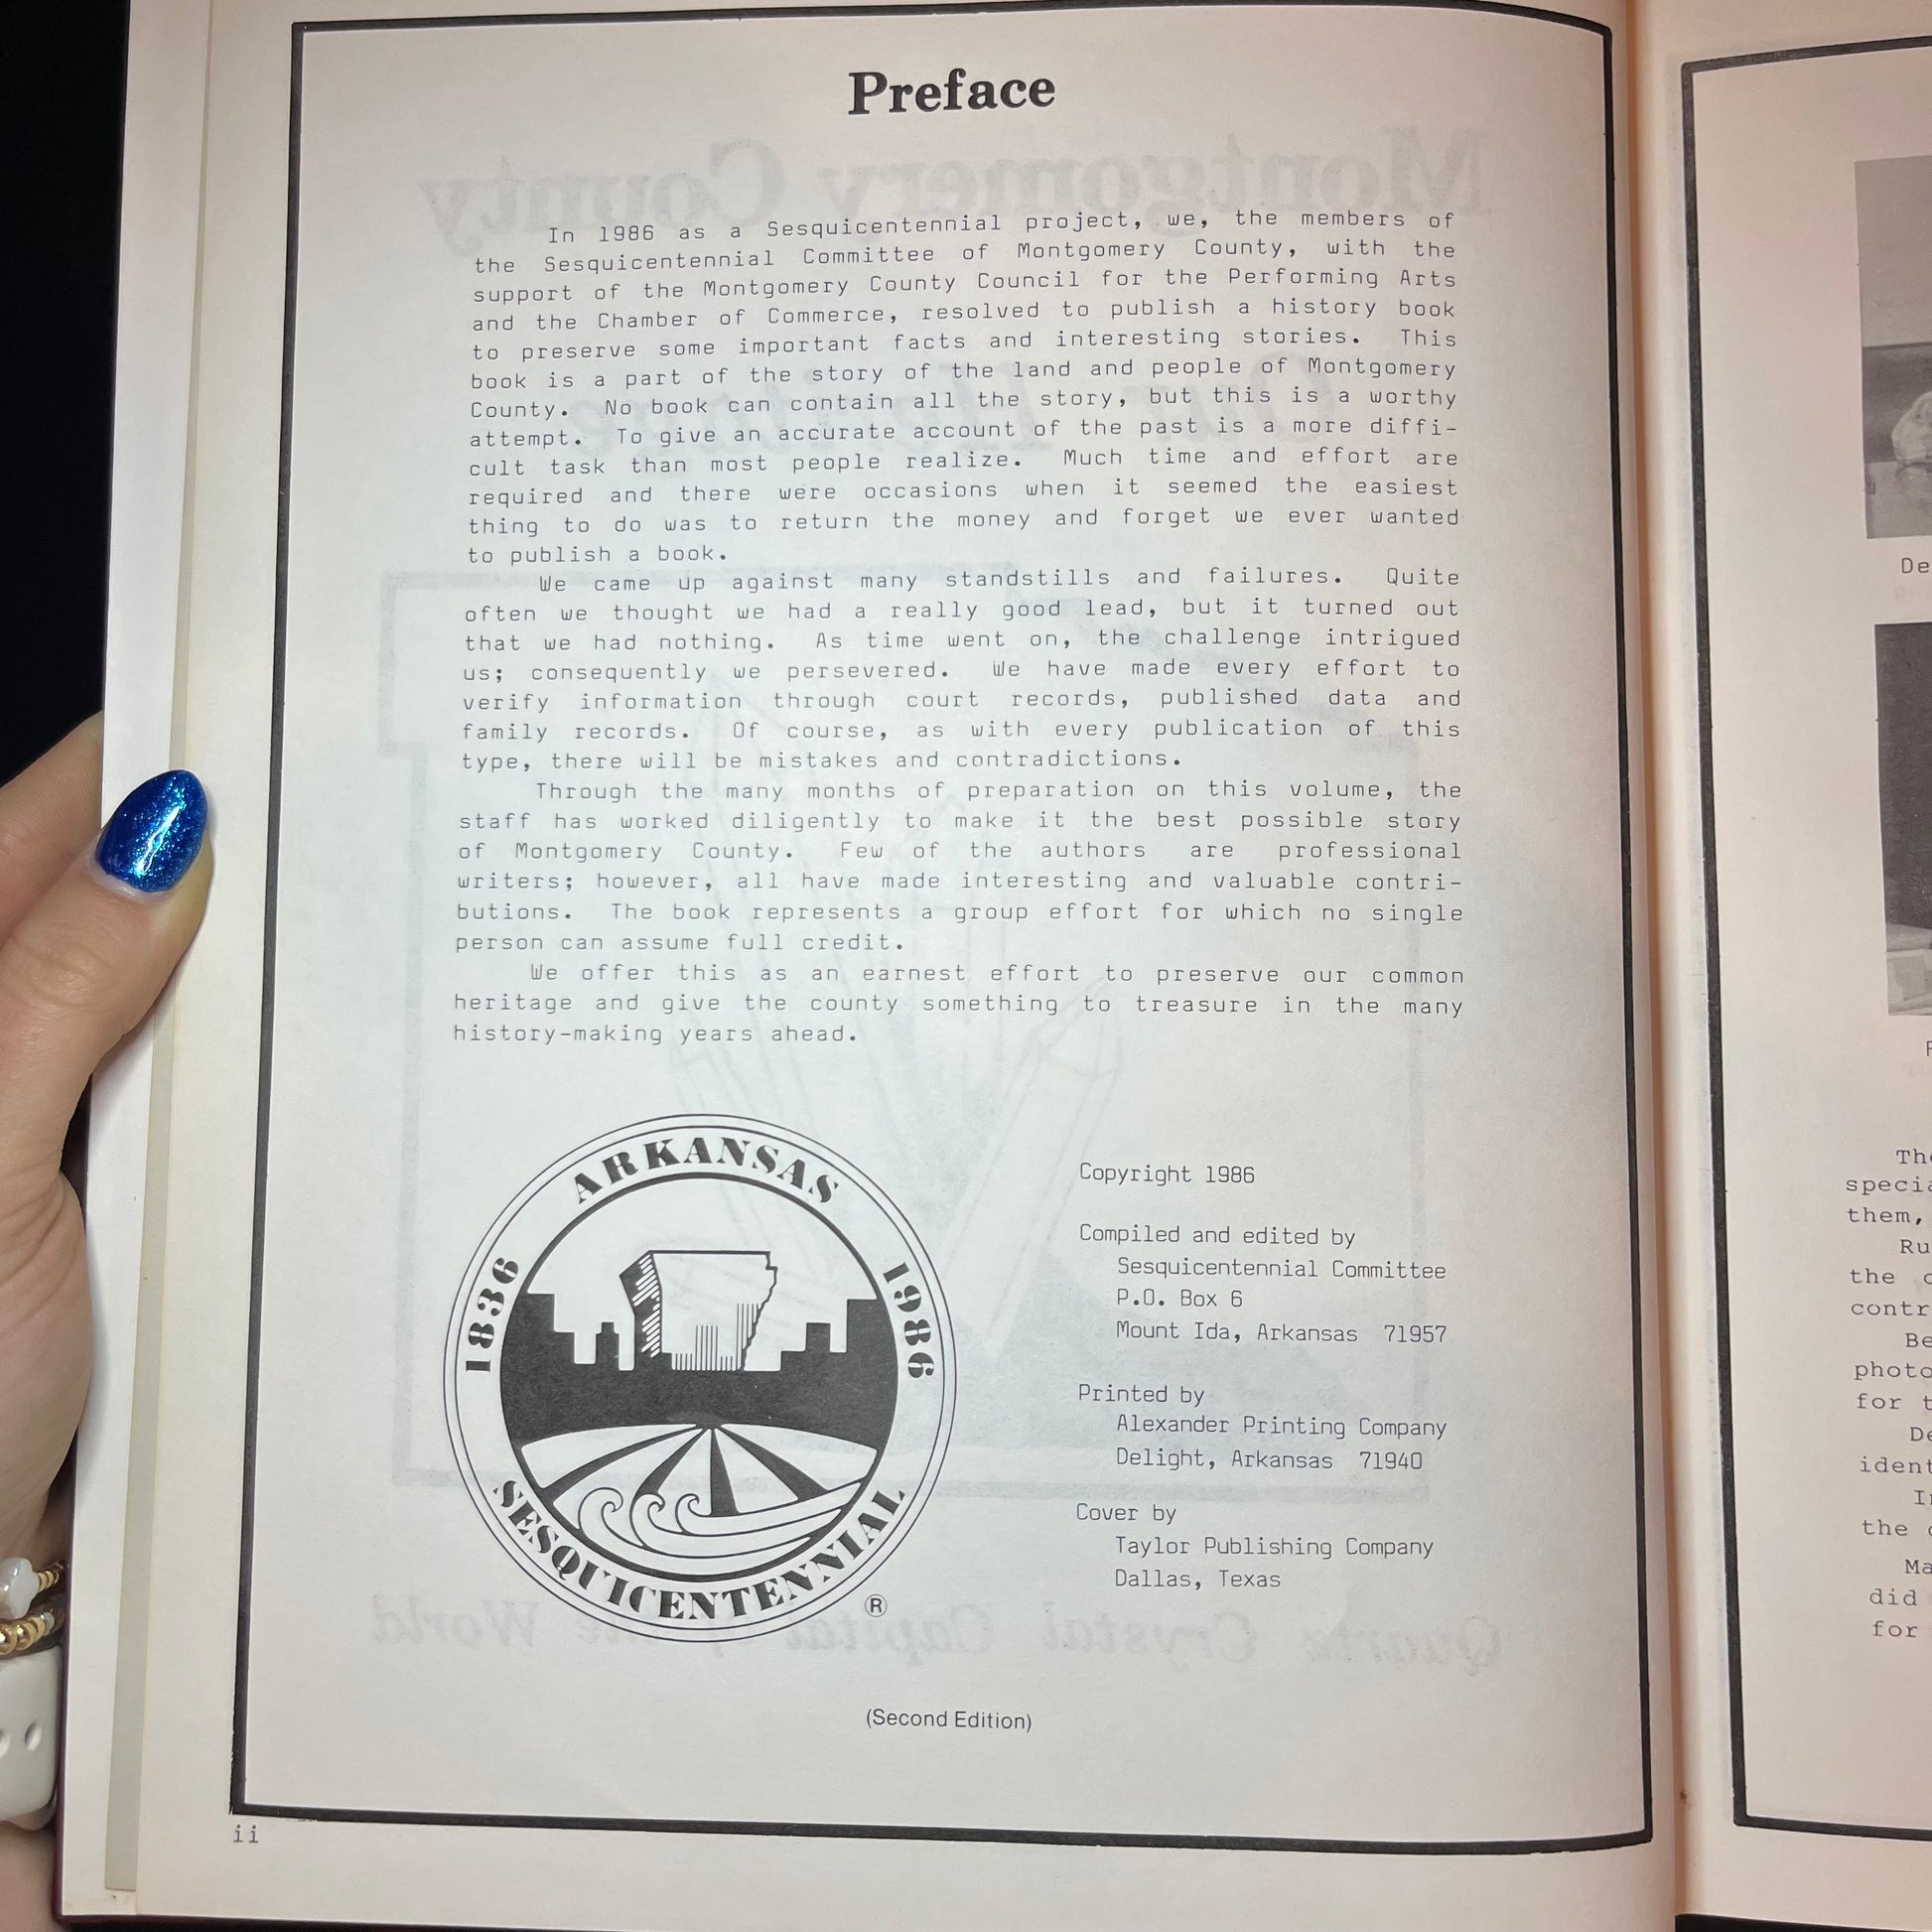 Preface
In 1986 as a Sesquicentennial project, we, the members of
the Sesquicentennial Committee of Montgomery County, with the
support of the Montgomery County Council for the Performing Arts
and the Chamber of Commerce, resolved to publish a history book
to preserve some important facts and interesting stories. This
book is a part of the story of the land and people of Montgomery
County. No book can contain all the story, but this is a worthy
attempt. To give an accurate account of the past is a more diffi-
cult task than most people realize. Much time and effort are
required and there were occasions when it seemed the easiest
thing to do was to return the money and forget we ever wanted
to publish a book.
We came up against many standstills and failures. Quite
often we thought we had a really good lead, but it turned out
that we had nothing. As time went on, the challenge intrigued
us; consequently we persevered. We have made every effort to
verify information through court records, published data and
family records. Of course, as with every publication of this
type, there will be mistakes and contradictions.
Through the many months of preparation on this volume, the
staff has worked diligently to make it the best possible story
of Montgomery County. Few of the authors are professional
writers; however, all have made interesting and valuable contri-
butions. The book represents a group effort for which no single
person can assume full credit.
We offer this as an earnest effort to preserve our common
heritage and give the county something to treasure in the many
history-making years ahead.
ARKANSAS
1836
1986
SESQUICENTENNIAL
®
Copyright 1986
Compiled and edited by
Sesquicentennial Committee
P.O. Box 6
Mount Ida, Arkansas 71957
Printed by
Alexander Printing Company
Delight, Arkansas 71940
Cover by
Taylor Publishing Company
Dallas, Texas
(Second Edition)
ii
them,
the
for
the
did
for